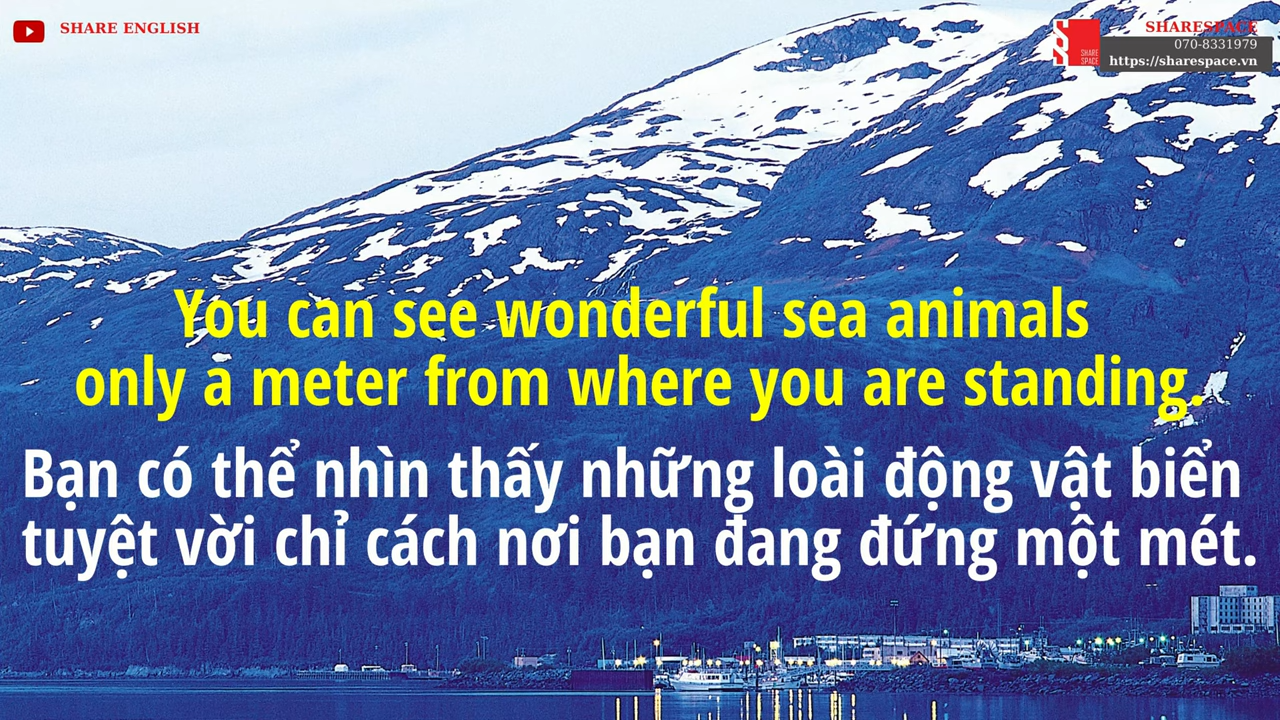 SHARE ENGLISH
SHARESPACE
070-8331979
https://sharespace.vn
SHARE
SPACE
You can see wonderful sea animals
only a meter from where you are standing.
Bạn có thể nhìn thấy những loài động vật biển
tuyệt vời chỉ cách nơi bạn đang đứng một mét.